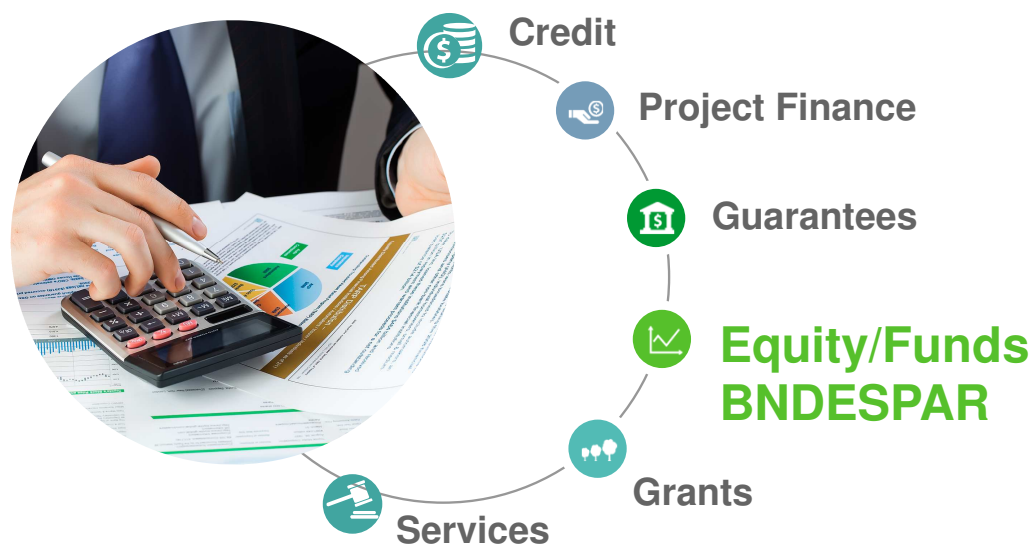 Credit
Project Finance
Guarantees
Equity/Funds
BNDESPAR
Grants
Services